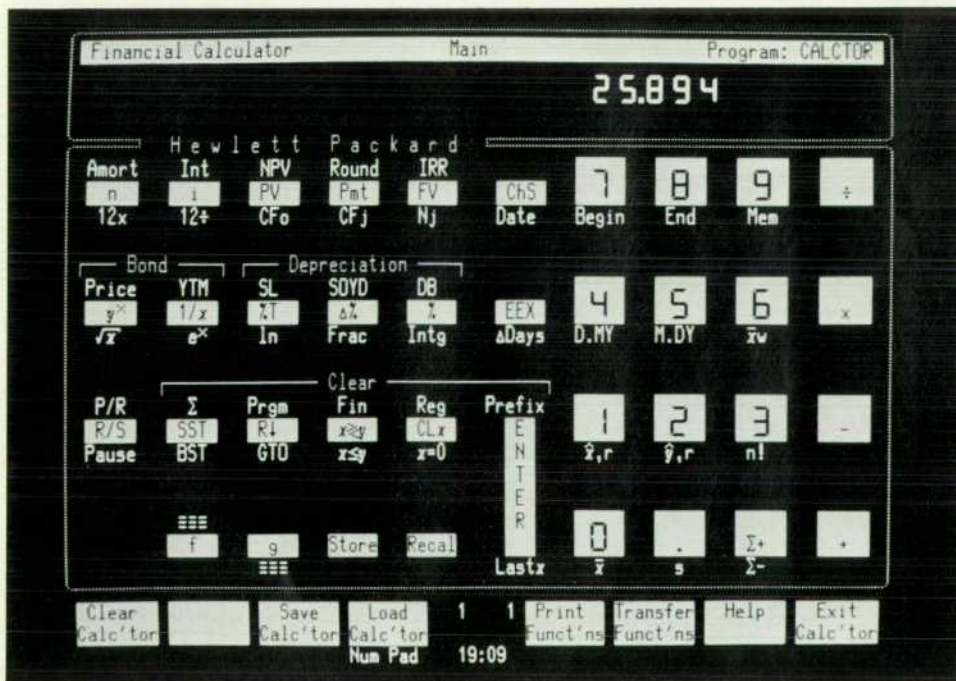 Financial Calculator Main Program: CALCTOR
25.894
Hewlett Packard
Amort Int NPV Round IRR
n i PV Pmt FV ChS 7 8 9 ÷
12x 12÷ CFo CFj Nj Date Begin End Mem
Bond Depreciation
Price YTM SL SOYD DB
yˣ 1/x %T Δ% % EEX 4 5 6 x
√x eˣ ln Frac Intg ΔDays D.MY M.DY x̄w
Clear
P/R Σ Prgm Fin Reg Prefix
R/S SST R↓ x≷y CLx ENTER 1 2 3 -
Pause BST GTO x≤y x=0 x̂,r ŷ,r n!
f g Store Recal 0 . Σ+ +
Lastx x̄ s Σ-
Clear Calc'tor Save Calc'tor Load Calc'tor 1 1 Print Funct'ns Transfer Funct'ns Help Exit Calc'tor
Num Pad 19:09